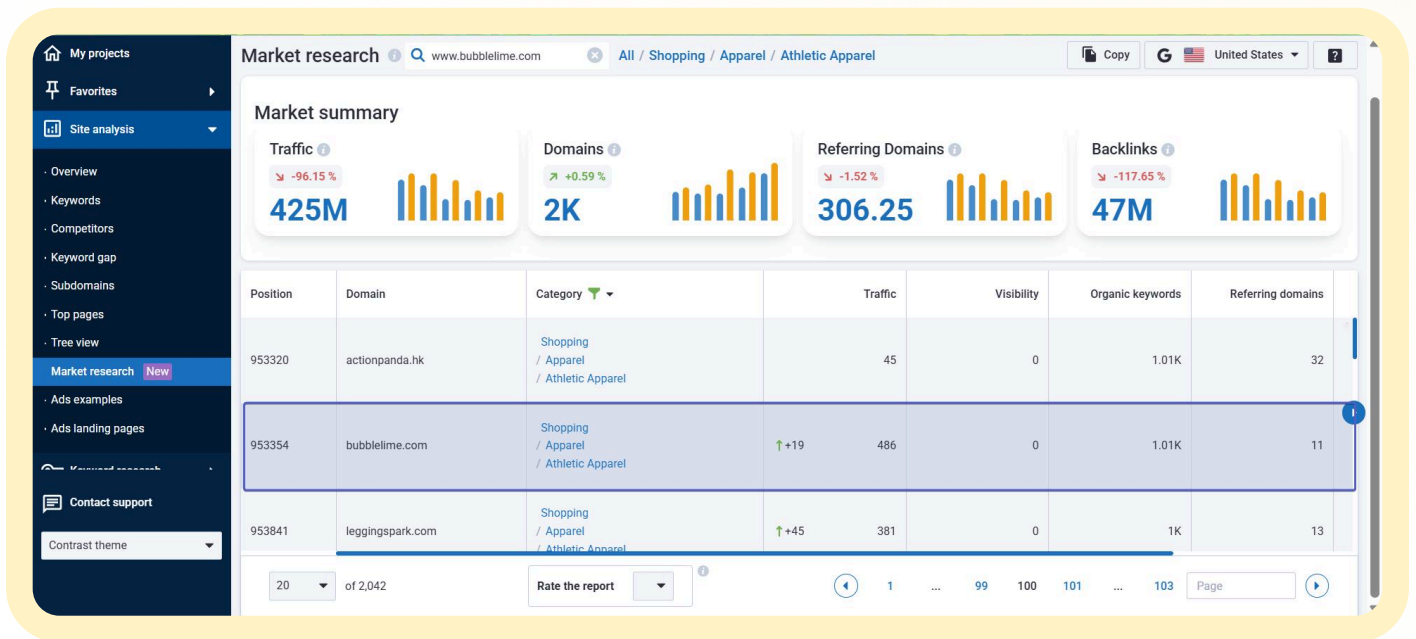 My projects
Favorites
Site analysis
· Overview
· Keywords
· Competitors
· Keyword gap
· Subdomains
· Top pages
· Tree view
Market research New
· Ads examples
· Ads landing pages
Keyword research
Contact support
Contrast theme
Market research www.bubblelime.com All / Shopping / Apparel / Athletic Apparel Copy G United States ?
Market summary
Traffic
-96.15 %
425M
Domains
+0.59 %
2K
Referring Domains
-1.52 %
306.25
Backlinks
-117.65 %
47M
Position Domain Category Traffic Visibility Organic keywords Referring domains
Shopping
953320 actionpanda.hk / Apparel 45 0 1.01K 32
/ Athletic Apparel
Shopping
953354 bubblelime.com / Apparel ↑+19 486 0 1.01K 11
/ Athletic Apparel
Shopping
953841 leggingspark.com / Apparel ↑+45 381 0 1K 13
/ Athletic Apparel
20 of 2,042 Rate the report 1 ... 99 100 101 ... 103 Page